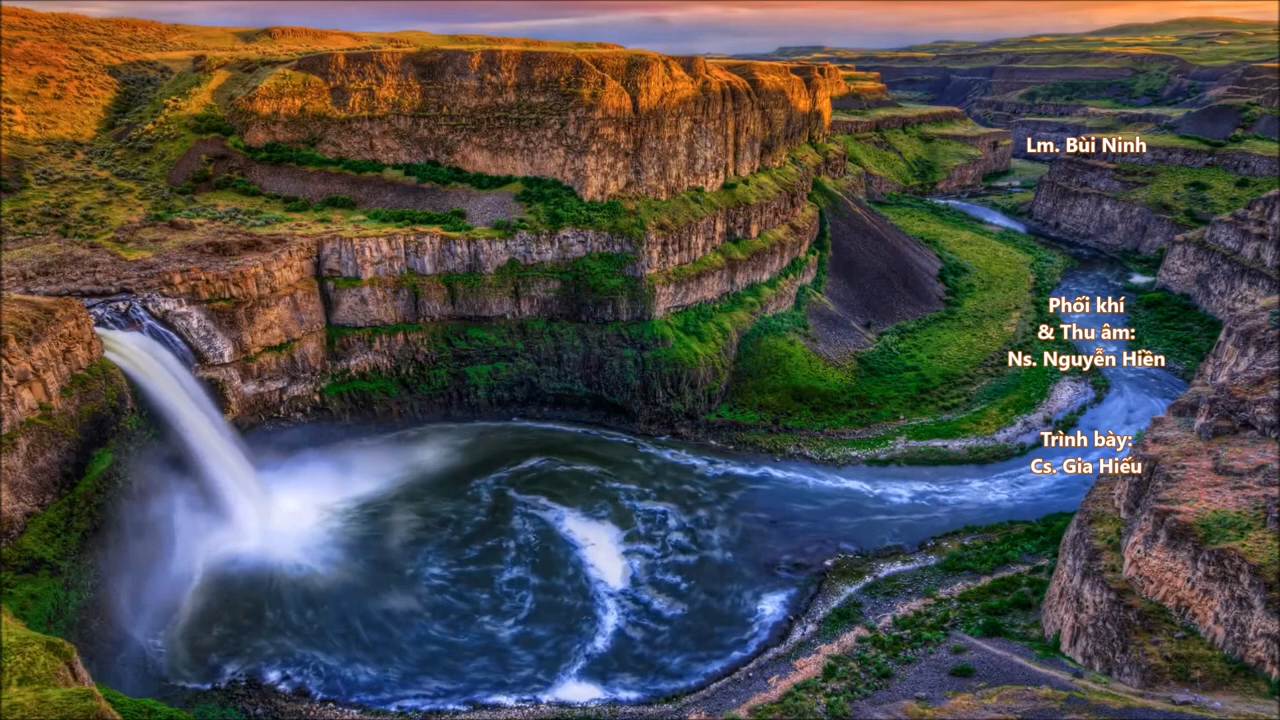 Lm. Bùi Ninh
Phối khí
& Thu âm:
Ns. Nguyễn Hiền
Trình bày:
Cs. Gia Hiếu